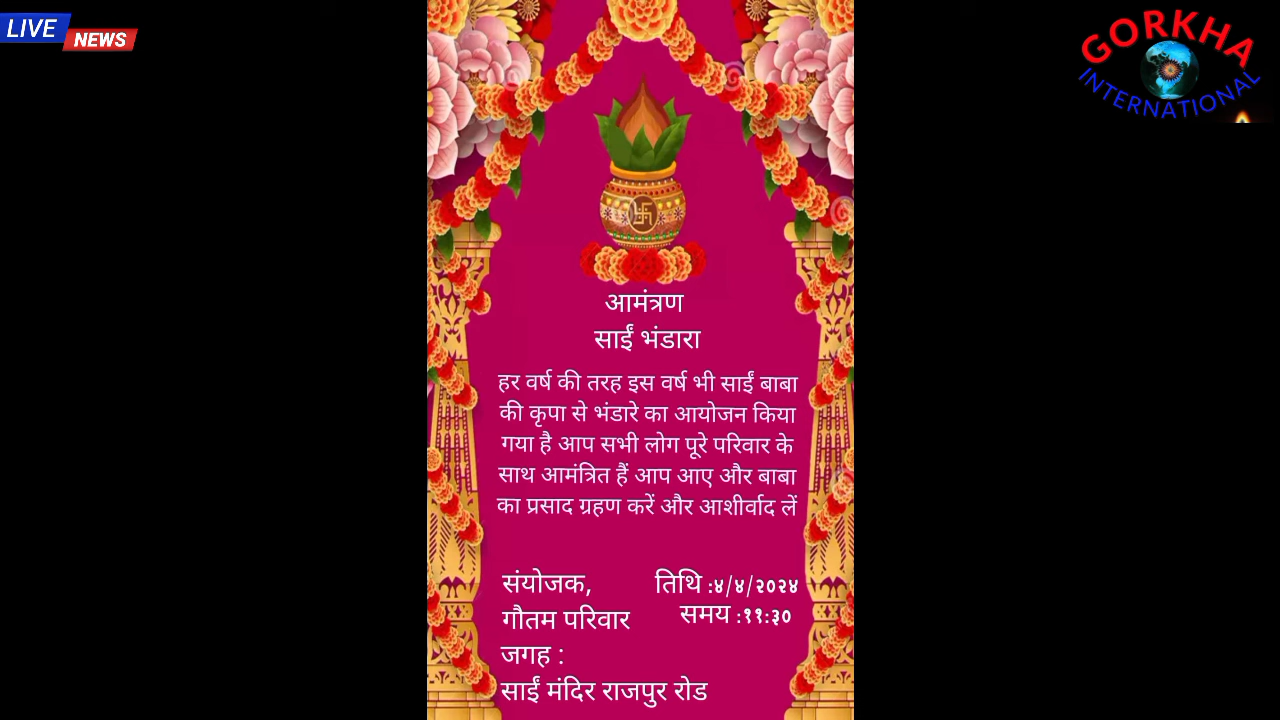 LIVE
NEWS
GORKHA
INTERNATIONAL
आमंत्रण
साईं भंडारा
हर वर्ष की तरह इस वर्ष भी साईं बाबा
की कृपा से भंडारे का आयोजन किया
गया है आप सभी लोग पूरे परिवार के
साथ आमंत्रित हैं आप आए और बाबा
का प्रसाद ग्रहण करें और आशीर्वाद लें
संयोजक,
गौतम परिवार
तिथि :४/४/२०२४
समय :११:३०
जगह :
साईं मंदिर राजपुर रोड